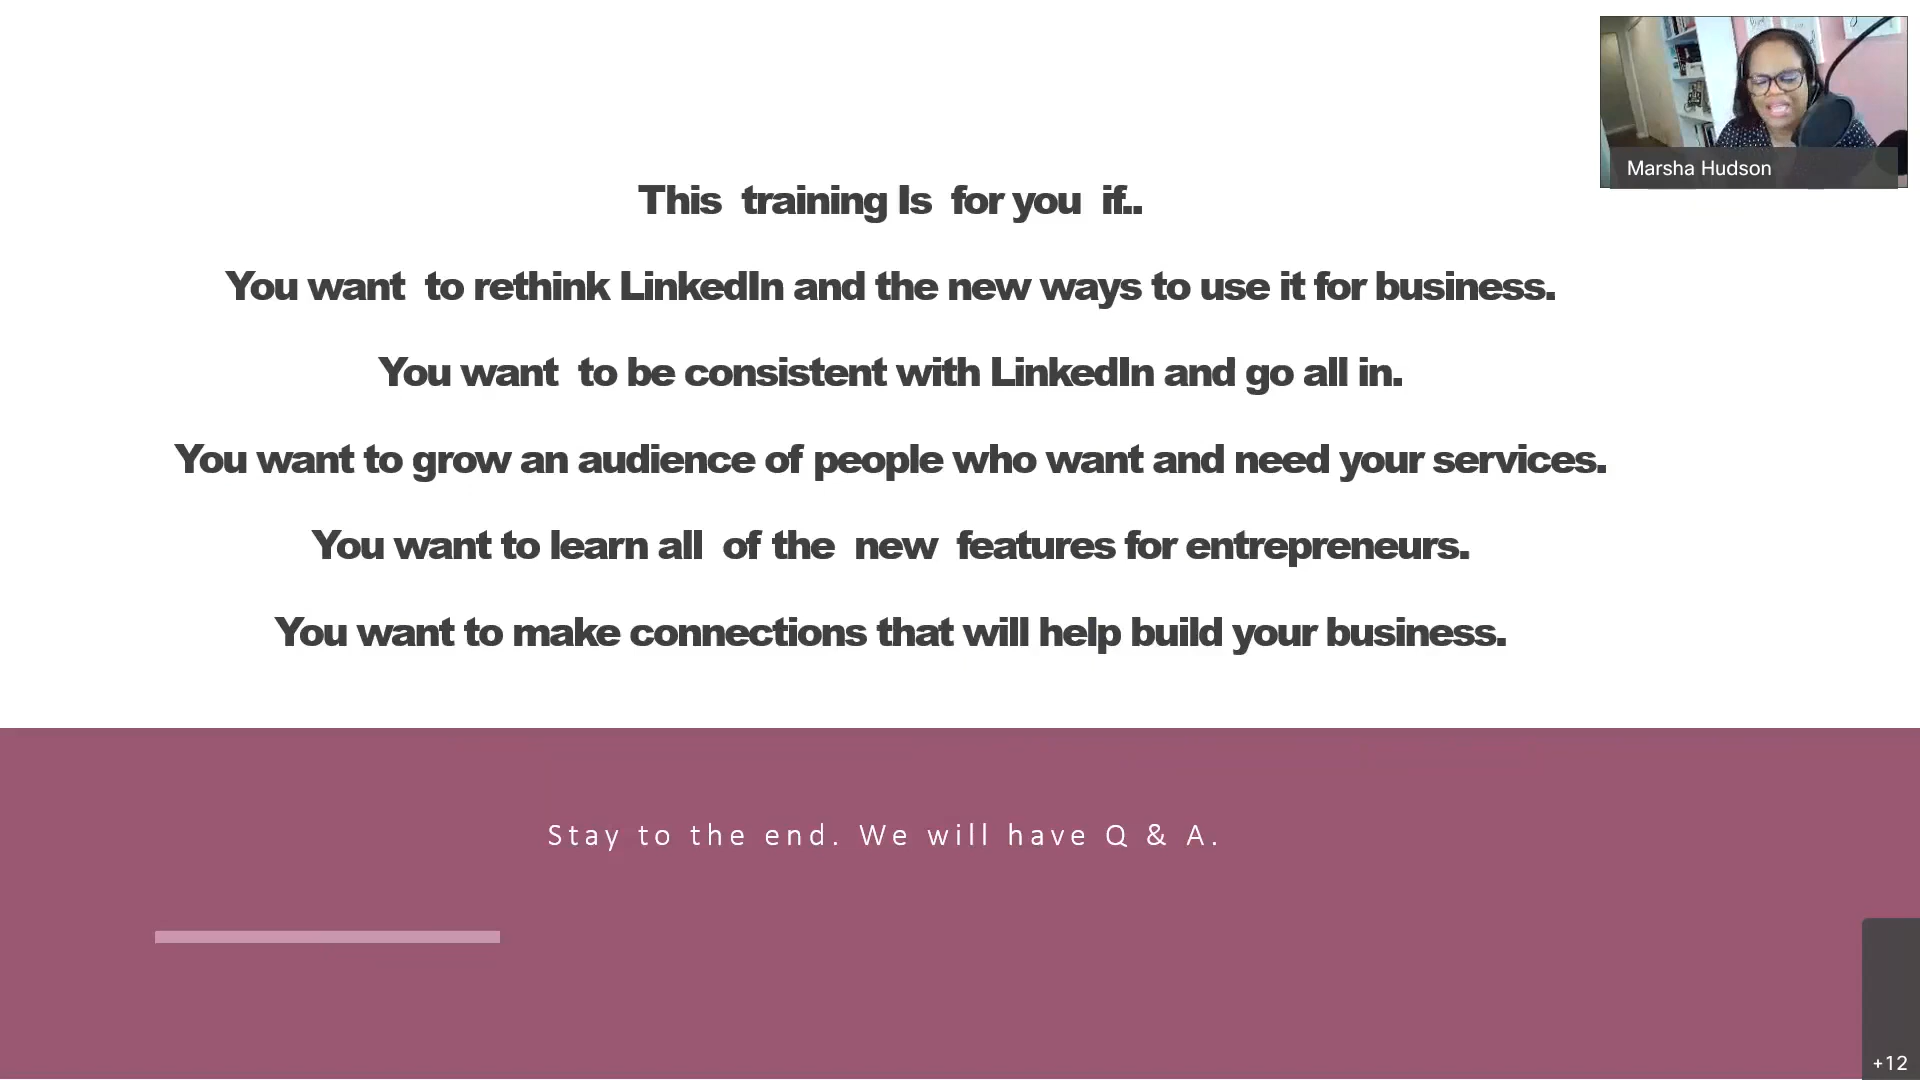 Marsha Hudson
This training Is for you if..
You want to rethink LinkedIn and the new ways to use it for business.
You want to be consistent with LinkedIn and go all in.
You want to grow an audience of people who want and need your services.
You want to learn all of the new features for entrepreneurs.
You want to make connections that will help build your business.
Stay to the end. We will have Q & A.
+12